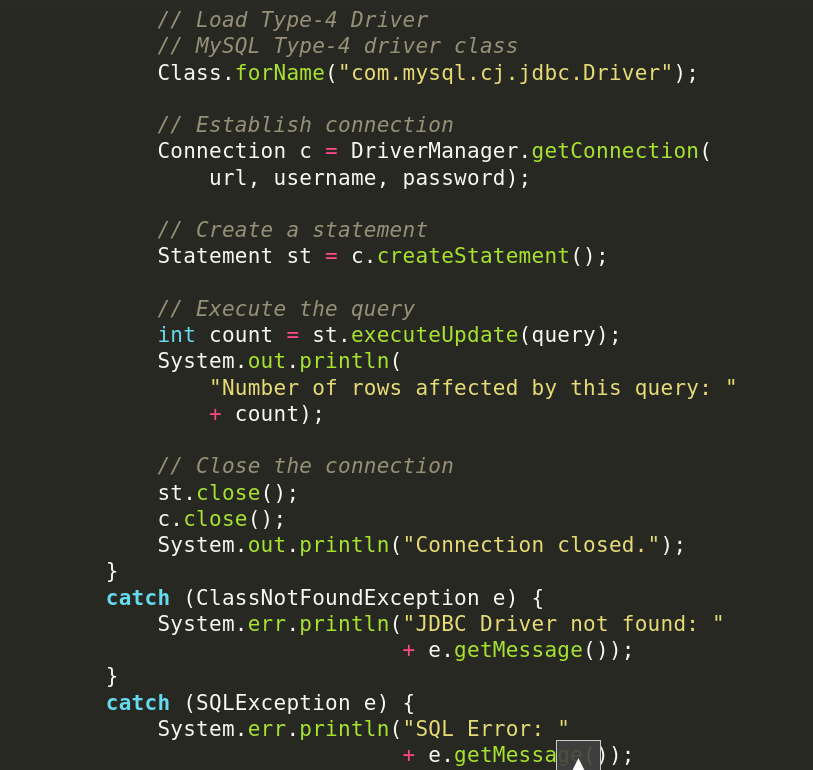 // Load Type-4 Driver
// MySQL Type-4 driver class
Class.forName("com.mysql.cj.jdbc.Driver");
// Establish connection
Connection c = DriverManager.getConnection(
url, username, password);
// Create a statement
Statement st = c.createStatement();
// Execute the query
int count = st.executeUpdate(query);
System.out.println(
"Number of rows affected by this query: "
+ count);
// Close the connection
st.close();
c.close();
System.out.println("Connection closed.");
}
catch (ClassNotFoundException e) {
System.err.println("JDBC Driver not found: "
+ e.getMessage());
}
catch (SQLException e) {
System.err.println("SQL Error: "
+ e.getMessage());